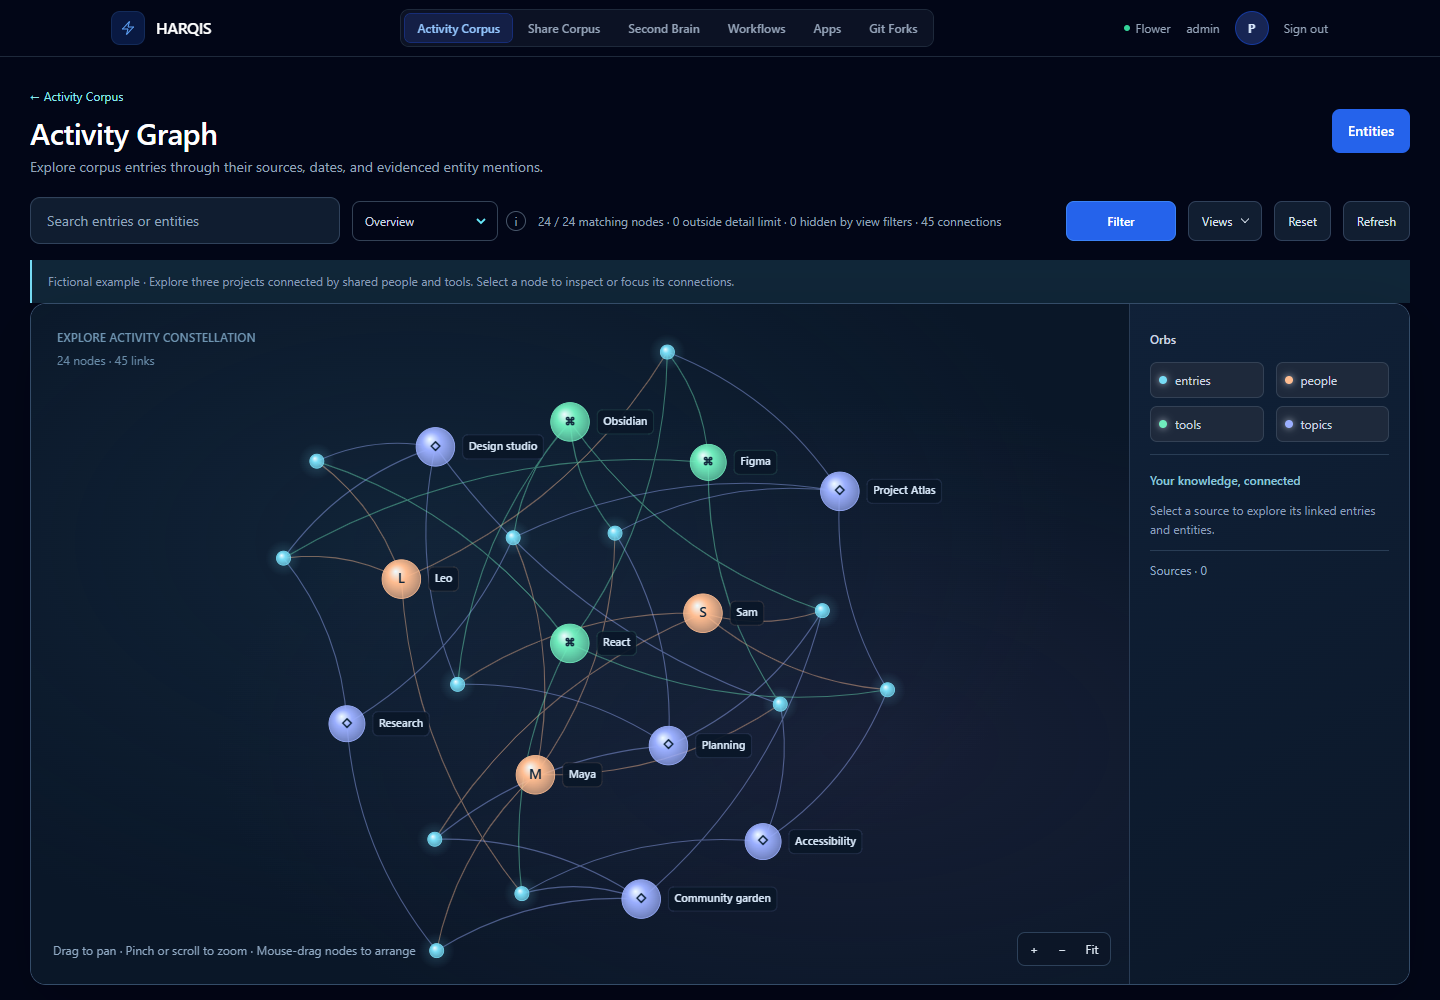 HARQIS
Activity Corpus
Share Corpus
Second Brain
Workflows
Apps
Git Forks
Flower
admin
P
Sign out
← Activity Corpus
Activity Graph
Explore corpus entries through their sources, dates, and evidenced entity mentions.
Entities
Search entries or entities
Overview
i
24 / 24 matching nodes · 0 outside detail limit · 0 hidden by view filters · 45 connections
Filter
Views
Reset
Refresh
Fictional example · Explore three projects connected by shared people and tools. Select a node to inspect or focus its connections.
EXPLORE ACTIVITY CONSTELLATION
24 nodes · 45 links
Obsidian
Design studio
Figma
Project Atlas
L
Leo
S
Sam
React
Research
Planning
M
Maya
Accessibility
Community garden
Drag to pan · Pinch or scroll to zoom · Mouse-drag nodes to arrange
+
−
Fit
Orbs
entries
people
tools
topics
Your knowledge, connected
Select a source to explore its linked entries
and entities.
Sources · 0